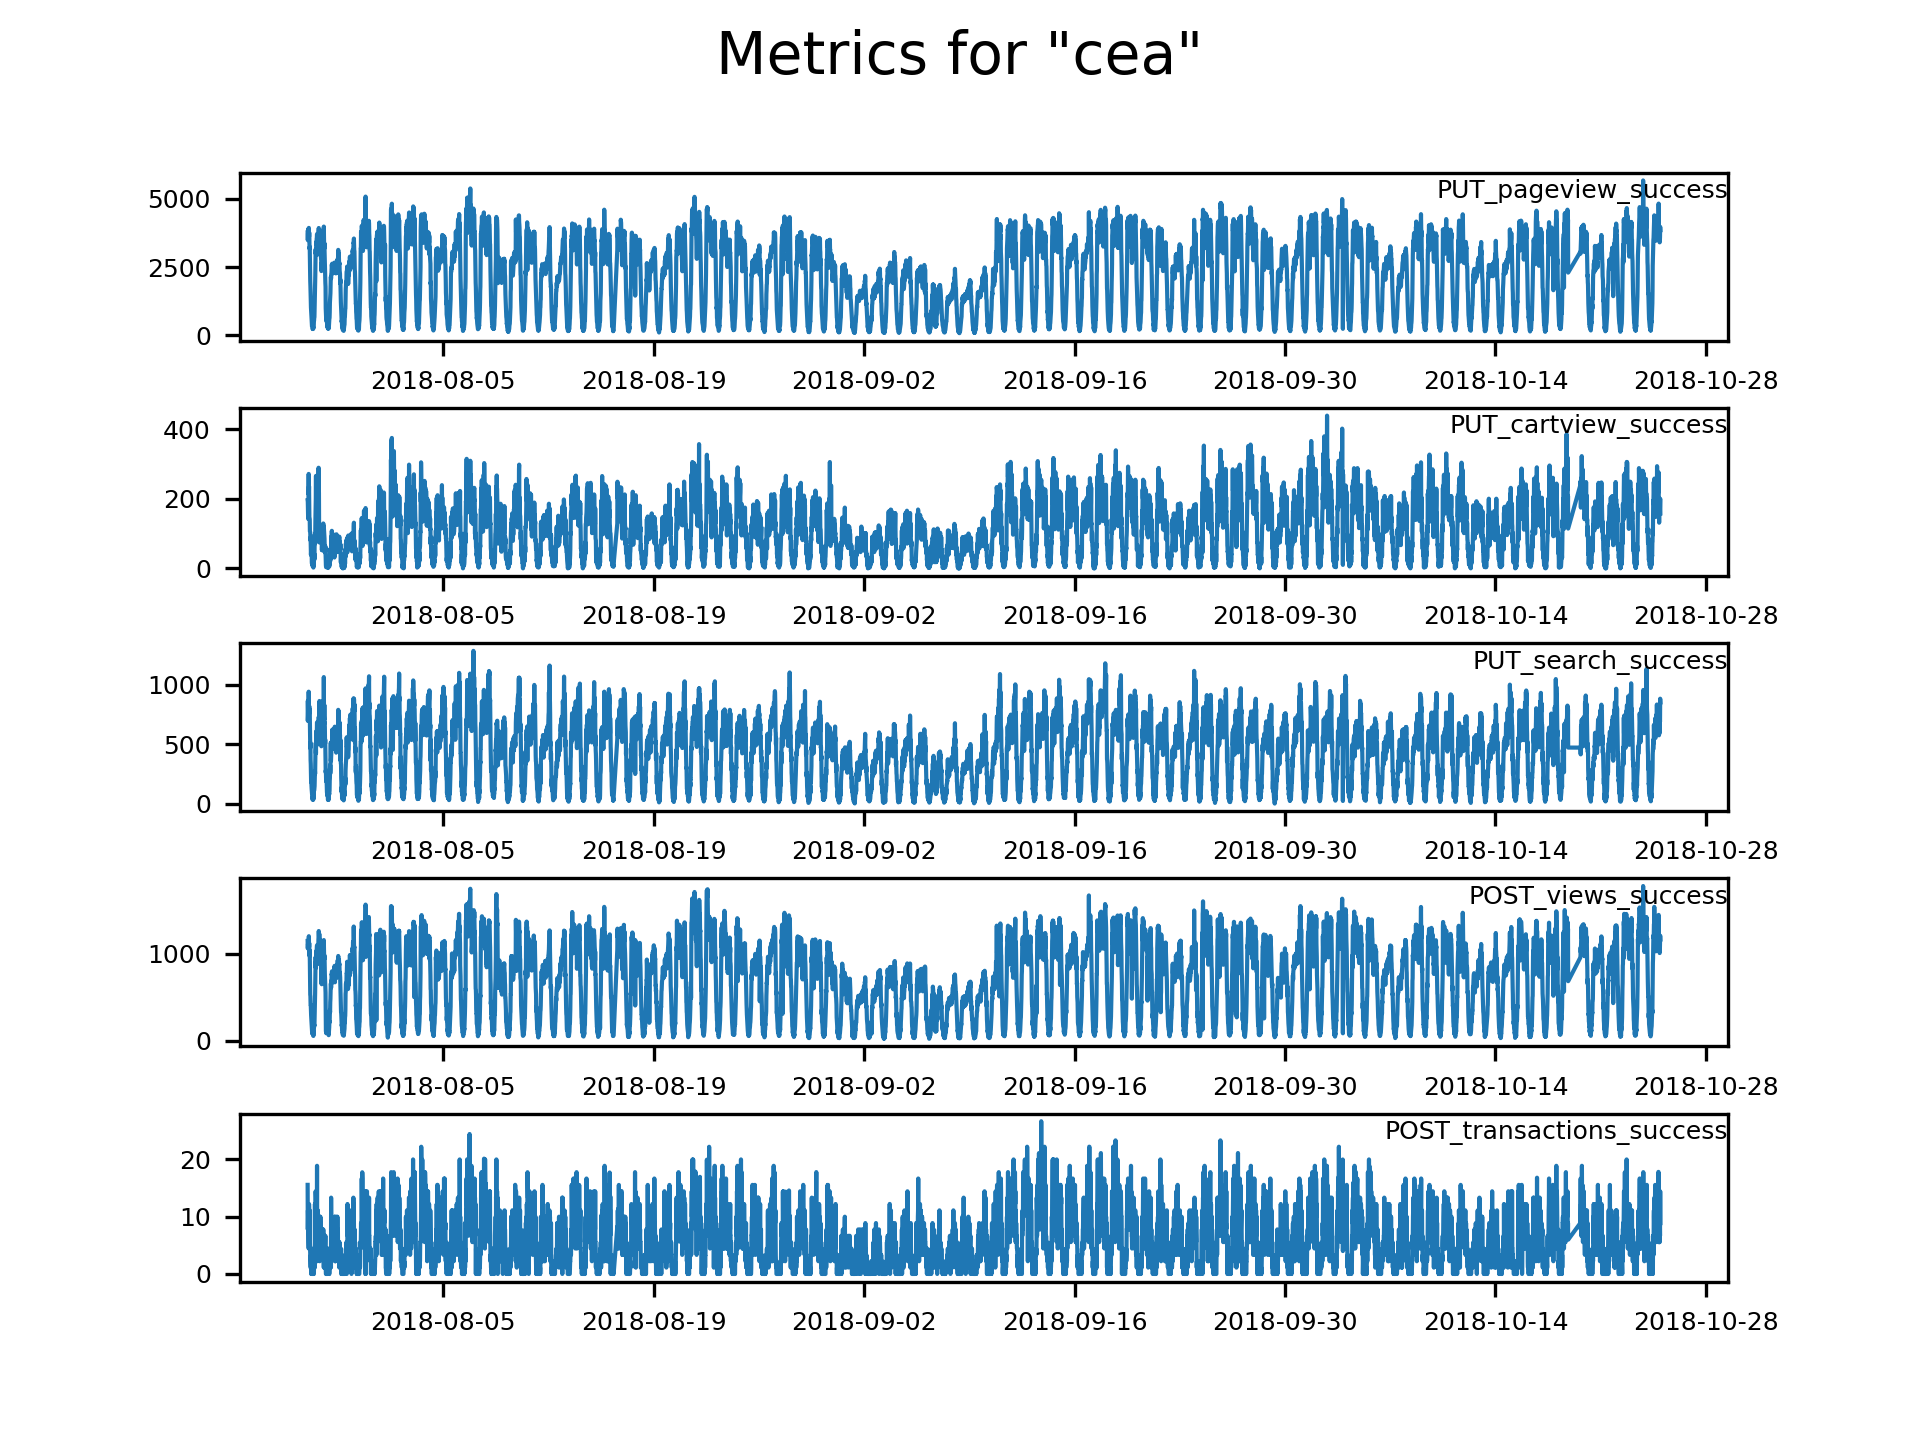 Metrics for "cea"
PUT_pageview_success
5000
2500
0
2018-08-05 2018-08-19 2018-09-02 2018-09-16 2018-09-30 2018-10-14 2018-10-28
PUT_cartview_success
400
200
0
2018-08-05 2018-08-19 2018-09-02 2018-09-16 2018-09-30 2018-10-14 2018-10-28
PUT_search_success
1000
500
0
2018-08-05 2018-08-19 2018-09-02 2018-09-16 2018-09-30 2018-10-14 2018-10-28
POST_views_success
1000
0
2018-08-05 2018-08-19 2018-09-02 2018-09-16 2018-09-30 2018-10-14 2018-10-28
POST_transactions_success
20
10
0
2018-08-05 2018-08-19 2018-09-02 2018-09-16 2018-09-30 2018-10-14 2018-10-28